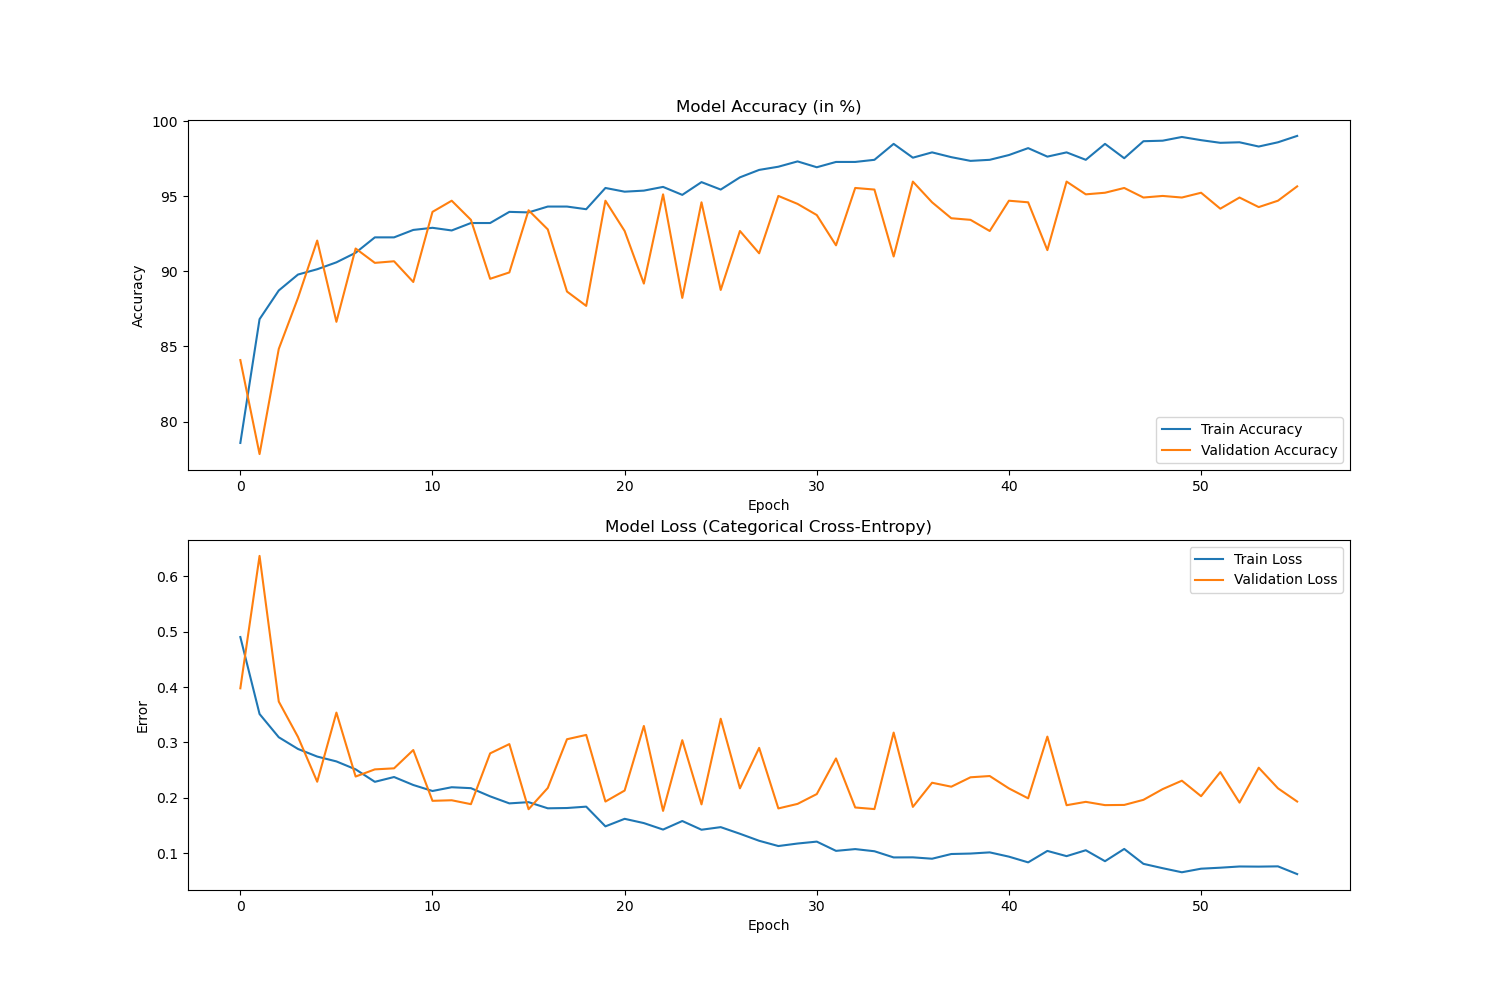 Model Accuracy (in %)
100
95
90
85
80
Accuracy
Train Accuracy
Validation Accuracy
0 10 20 30 40 50
Epoch
Model Loss (Categorical Cross-Entropy)
0.6
0.5
0.4
0.3
0.2
0.1
Error
Train Loss
Validation Loss
0 10 20 30 40 50
Epoch